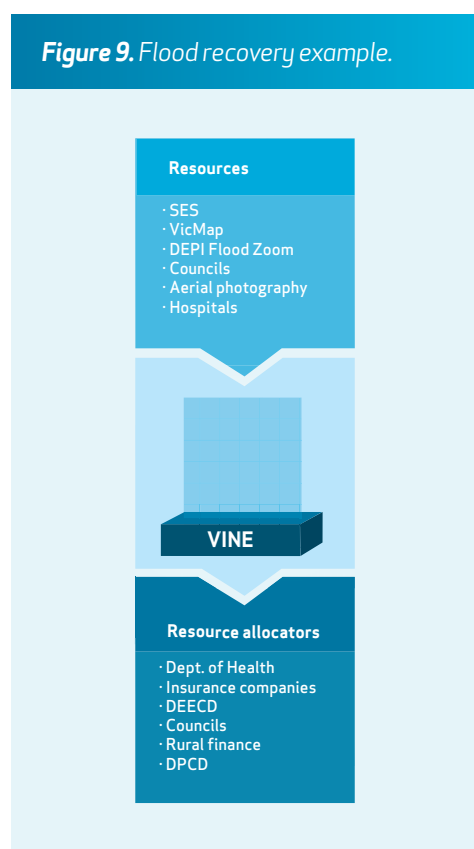 Figure 9. Flood recovery example.
Resources
· SES
· VicMap
· DEPI Flood Zoom
· Councils
· Aerial photography
· Hospitals
VINE
Resource allocators
· Dept. of Health
· Insurance companies
· DEECD
· Councils
· Rural finance
· DPCD